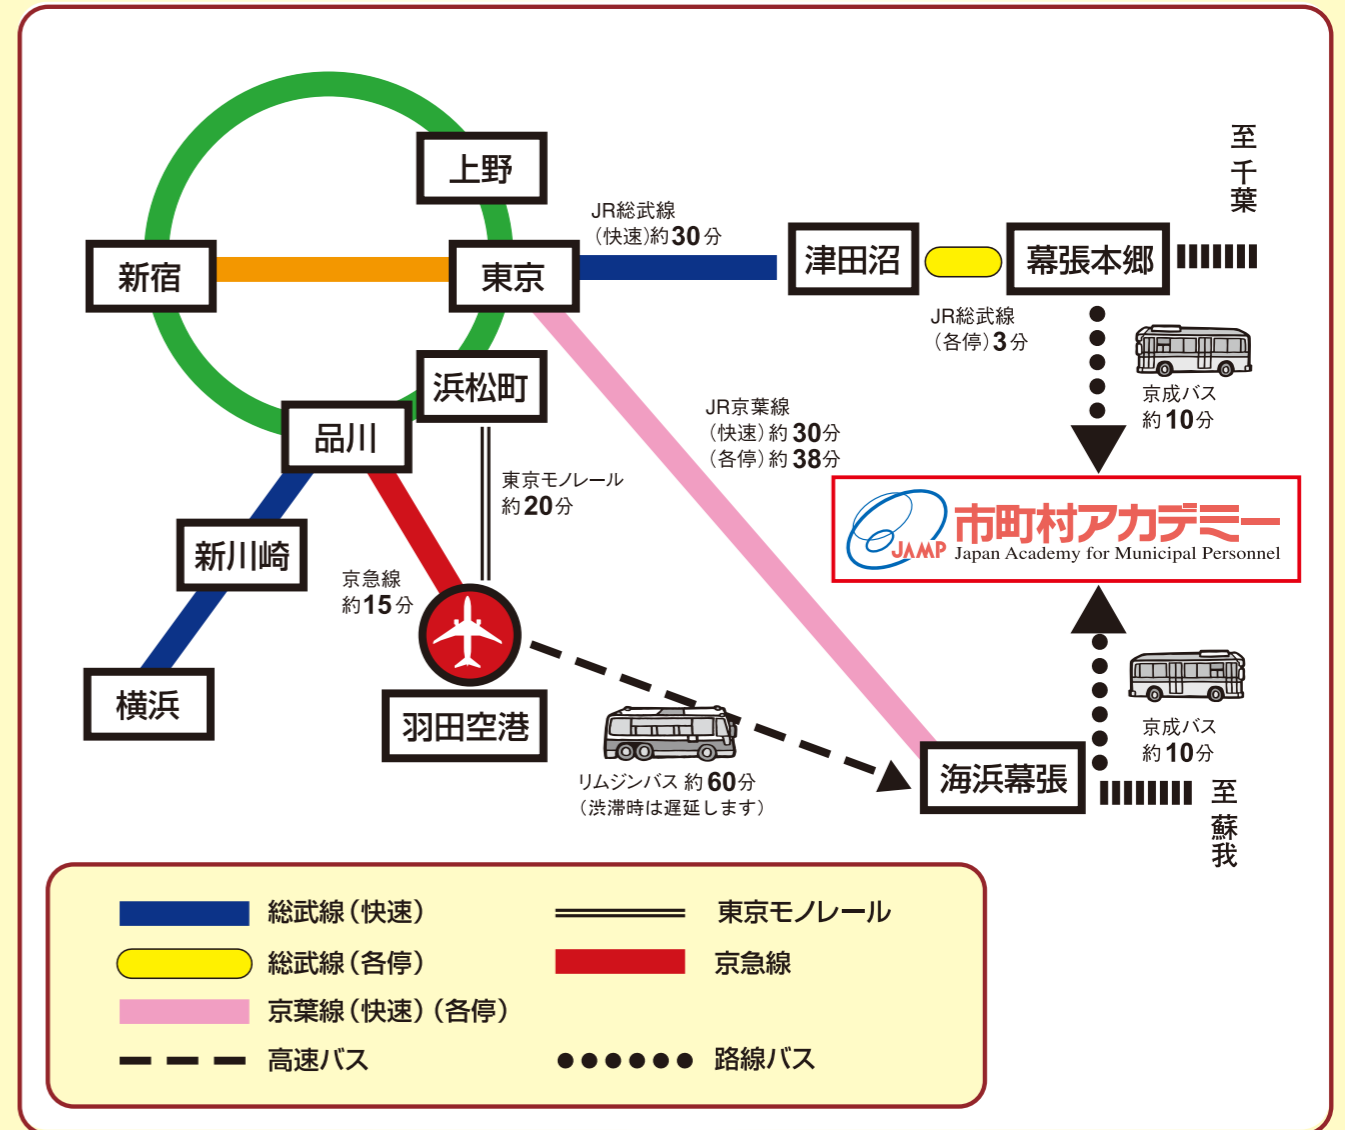 上野
至千葉
JR総武線
（快速）約30分
新宿
東京
津田沼
幕張本郷
JR総武線
（各停）3分
京成バス
約10分
浜松町
品川
JR京葉線
（快速）約30分
（各停）約38分
東京モノレール
約20分
市町村アカデミー
JAMP
Japan Academy for Municipal Personnel
新川崎
京急線
約15分
横浜
羽田空港
リムジンバス 約60分
（渋滞時は遅延します）
京成バス
約10分
海浜幕張
至蘇我
総武線（快速）
東京モノレール
総武線（各停）
京急線
京葉線（快速）（各停）
高速バス
路線バス